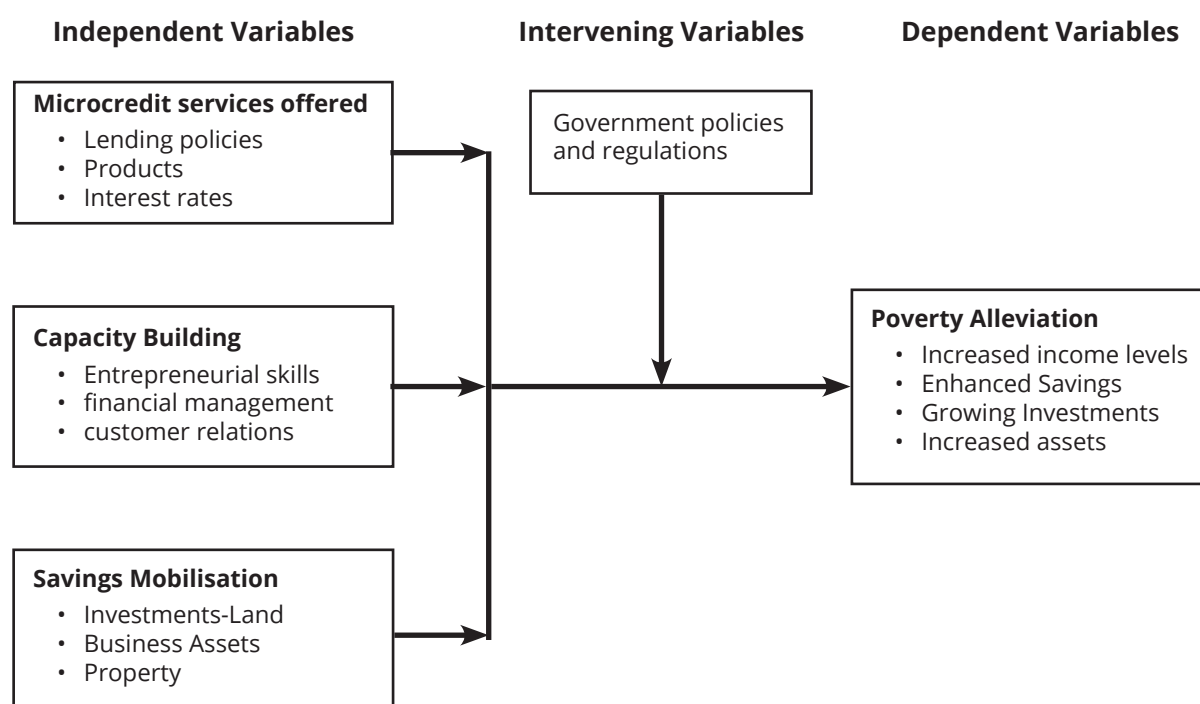 Independent Variables
Intervening Variables
Dependent Variables
Microcredit services offered
• Lending policies
• Products
• Interest rates
Government policies
and regulations
Capacity Building
• Entrepreneurial skills
• financial management
• customer relations
Poverty Alleviation
• Increased income levels
• Enhanced Savings
• Growing Investments
• Increased assets
Savings Mobilisation
• Investments-Land
• Business Assets
• Property